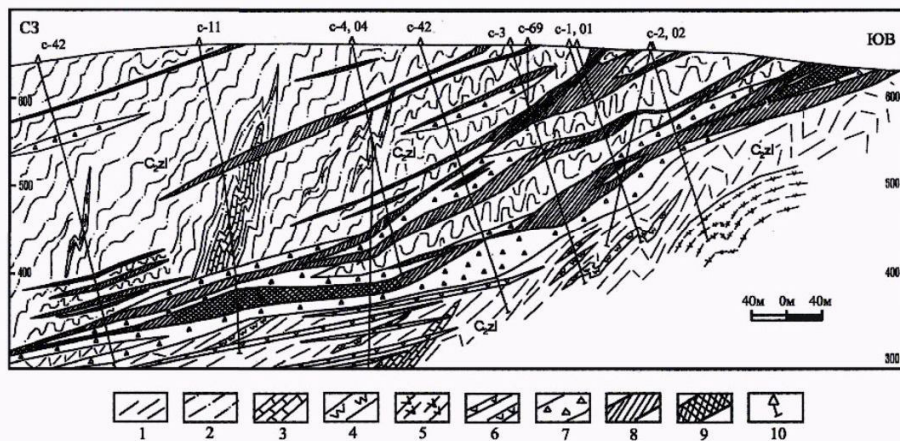 СЗ с-42 с-11 с-4, 04 с-42 с-3 с-69 с-1, 01 с-2, 02 ЮВ
600 600
C₂zl C₂zl C₂zl
500 500
C₂zl
400 400
40м 0м 40м
C₂zl
300
1 2 3 4 5 6 7 8 9 10